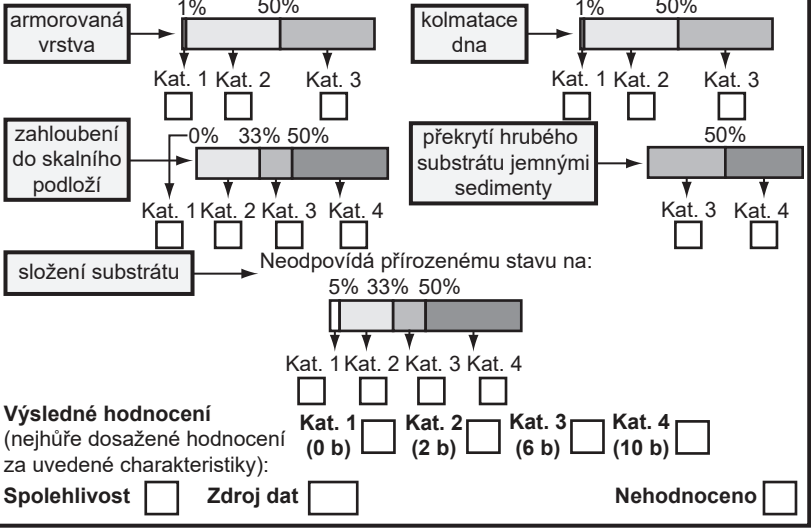 armorovaná
vrstva
1% 50%
Kat. 1 Kat. 2 Kat. 3
kolmatace
dna
1% 50%
Kat. 1 Kat. 2 Kat. 3
zahloubení
do skalního
podloží
0% 33% 50%
Kat. 1 Kat. 2 Kat. 3 Kat. 4
překrytí hrubého
substrátu jemnými
sedimenty
50%
Kat. 3 Kat. 4
složení substrátu
Neodpovídá přírozenému stavu na:
5% 33% 50%
Kat. 1 Kat. 2 Kat. 3 Kat. 4
Výsledné hodnocení
(nejhůře dosažené hodnocení
za uvedené charakteristiky):
Kat. 1 Kat. 2 Kat. 3 Kat. 4
(0 b) (2 b) (6 b) (10 b)
Spolehlivost Zdroj dat Nehodnoceno